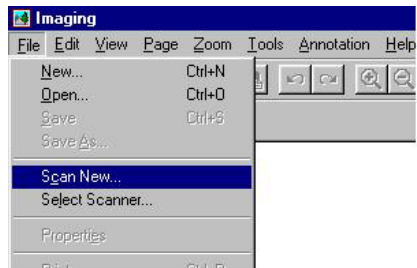 Imaging
File Edit View Page Zoom Tools Annotation Help
New... Ctrl+N
Open... Ctrl+O
Save Ctrl+S
Save As...
Scan New...
Select Scanner...
Properties